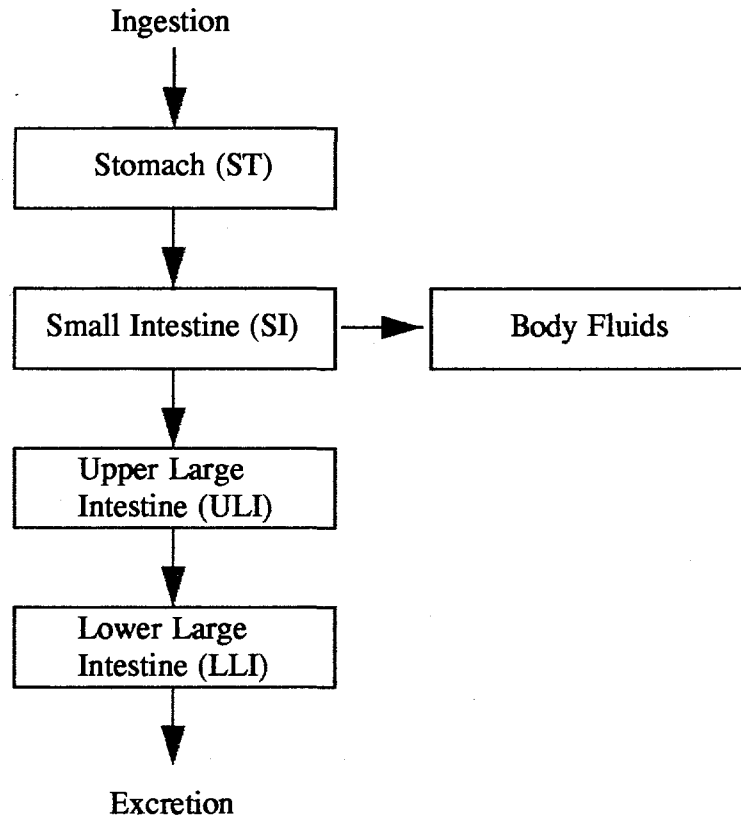 Ingestion
Stomach (ST)
Small Intestine (SI)
Body Fluids
Upper Large
Intestine (ULI)
Lower Large
Intestine (LLI)
Excretion